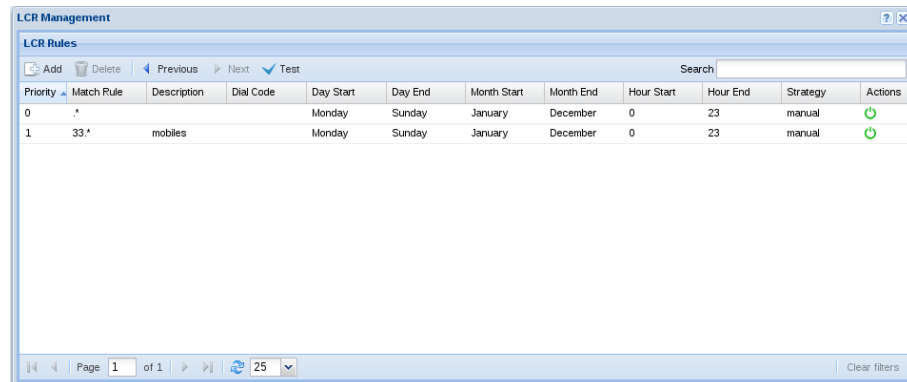 LCR Management
LCR Rules
Add Delete Previous Next Test Search
Priority Match Rule Description Dial Code Day Start Day End Month Start Month End Hour Start Hour End Strategy Actions
0 .* Monday Sunday January December 0 23 manual
1 33.* mobiles Monday Sunday January December 0 23 manual
Page 1 of 1 25 Clear filters